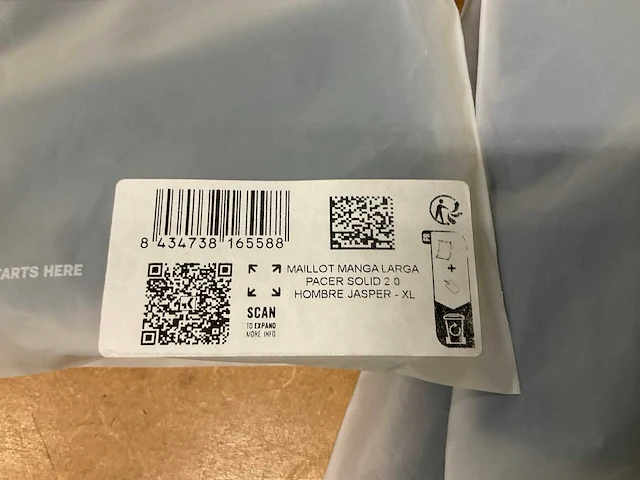 8 434738 165588
TARTS HERE
MAILLOT MANGA LARGA
PACER SOLID 2 0
HOMBRE JASPER - XL
SCAN
TO EXPAND
MORE INFO
+